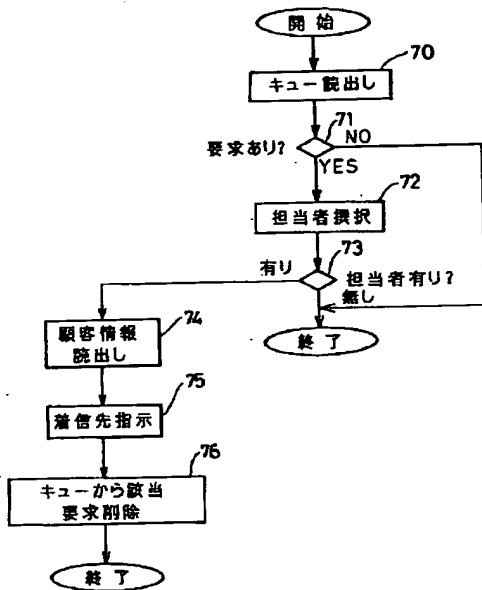 開始
70
キュー読出し
71
要求あり?
NO
YES
72
担当者撰択
73
有り
担当者有り?
無し
終了
74
顧客情報
読出し
75
着信先指示
76
キューから該当
要求削除
終了